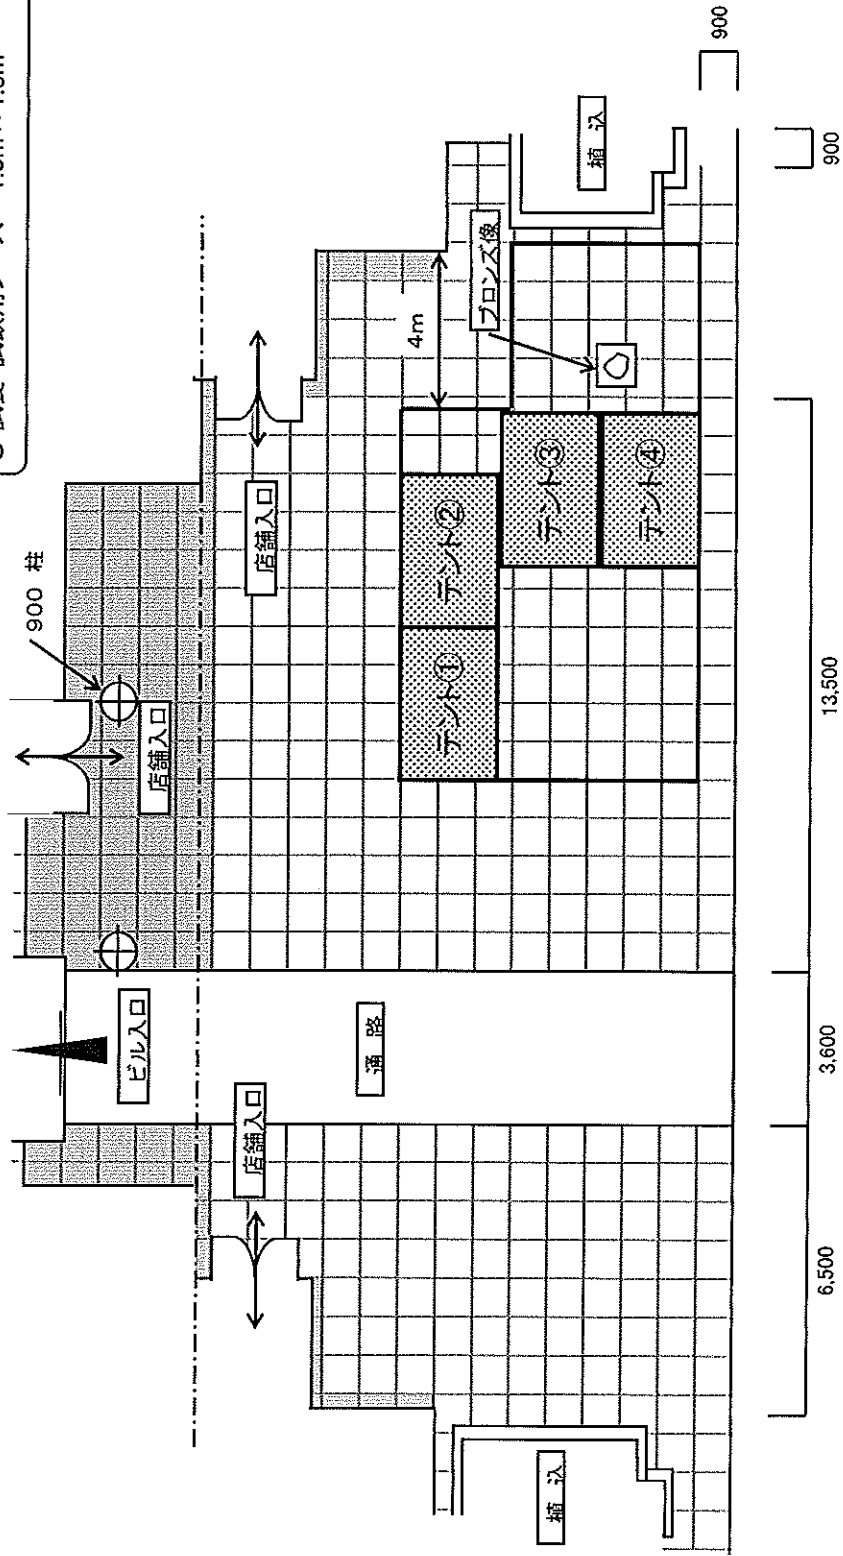 900 柱
店舗入口
ビル入口
店舗入口
店舗入口
通 路
4m
ブロンズ像
テント①
テント②
テント③
テント④
植 込
植 込
900
900
6,500
3,600
13,500